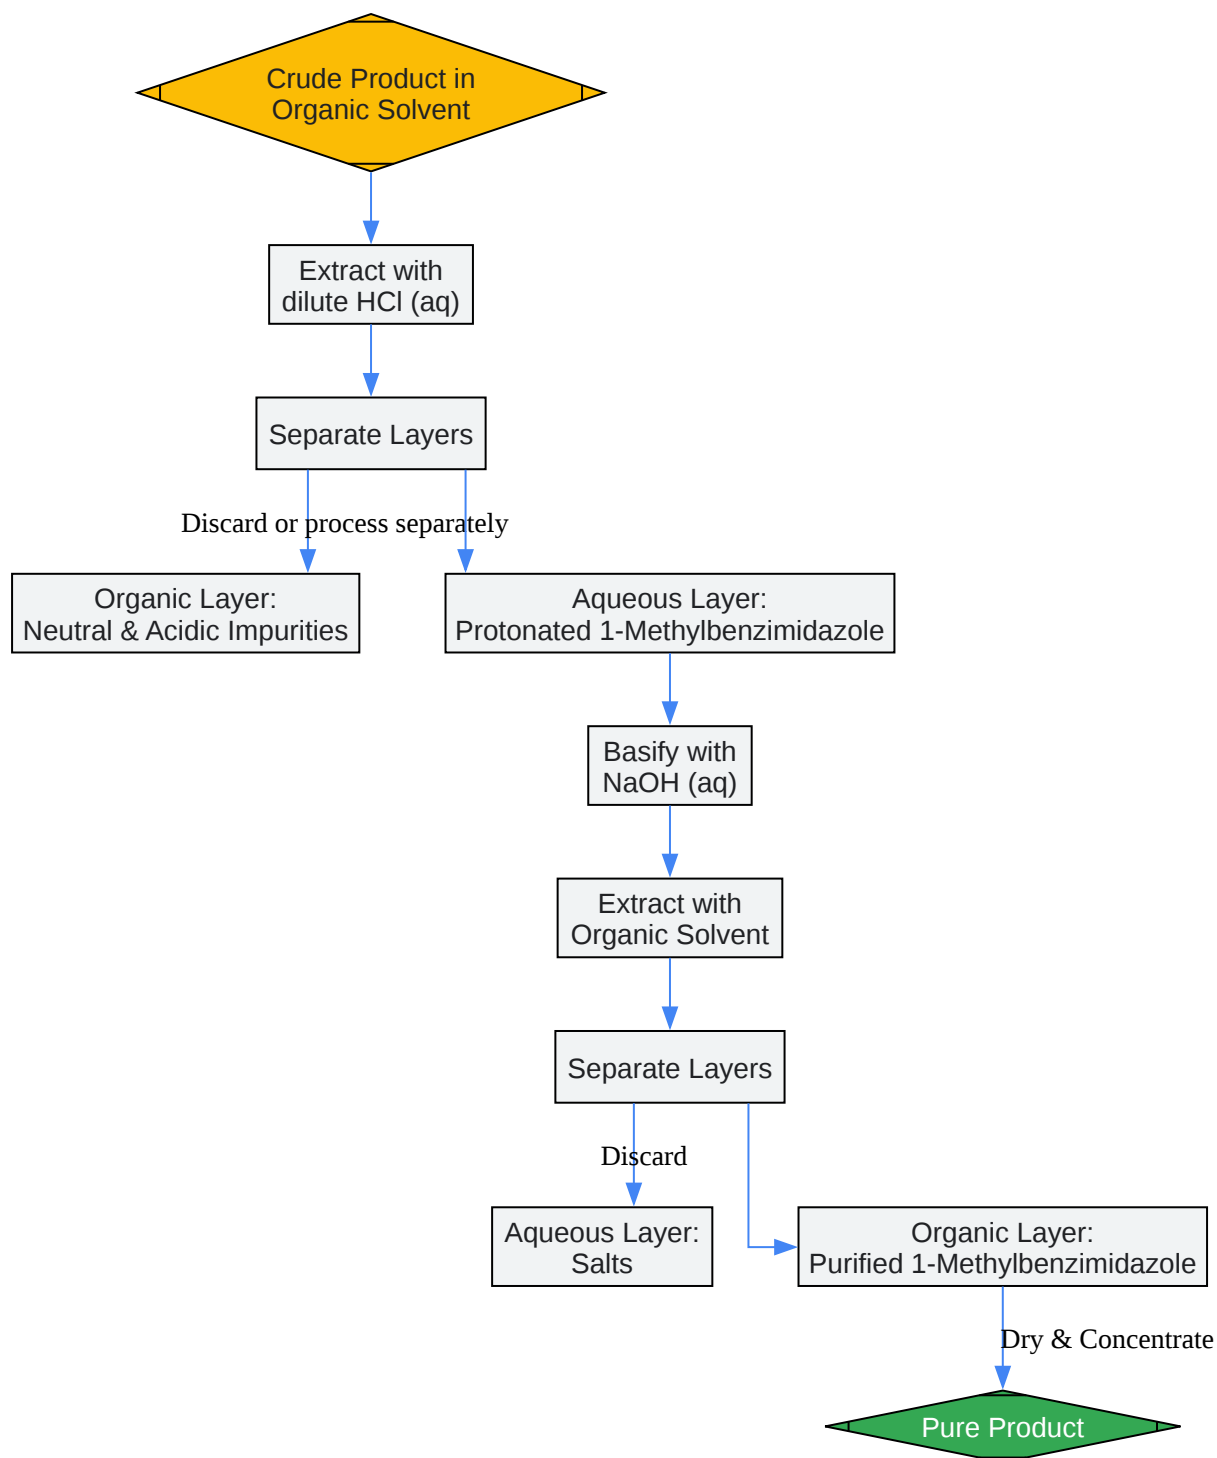 Crude Product in
Organic Solvent
Extract with
dilute HCl (aq)
Separate Layers
Discard or process separately
Organic Layer:
Neutral & Acidic Impurities
Aqueous Layer:
Protonated 1-Methylbenzimidazole
Basify with
NaOH (aq)
Extract with
Organic Solvent
Separate Layers
Discard
Aqueous Layer:
Salts
Organic Layer:
Purified 1-Methylbenzimidazole
Dry & Concentrate
Pure Product